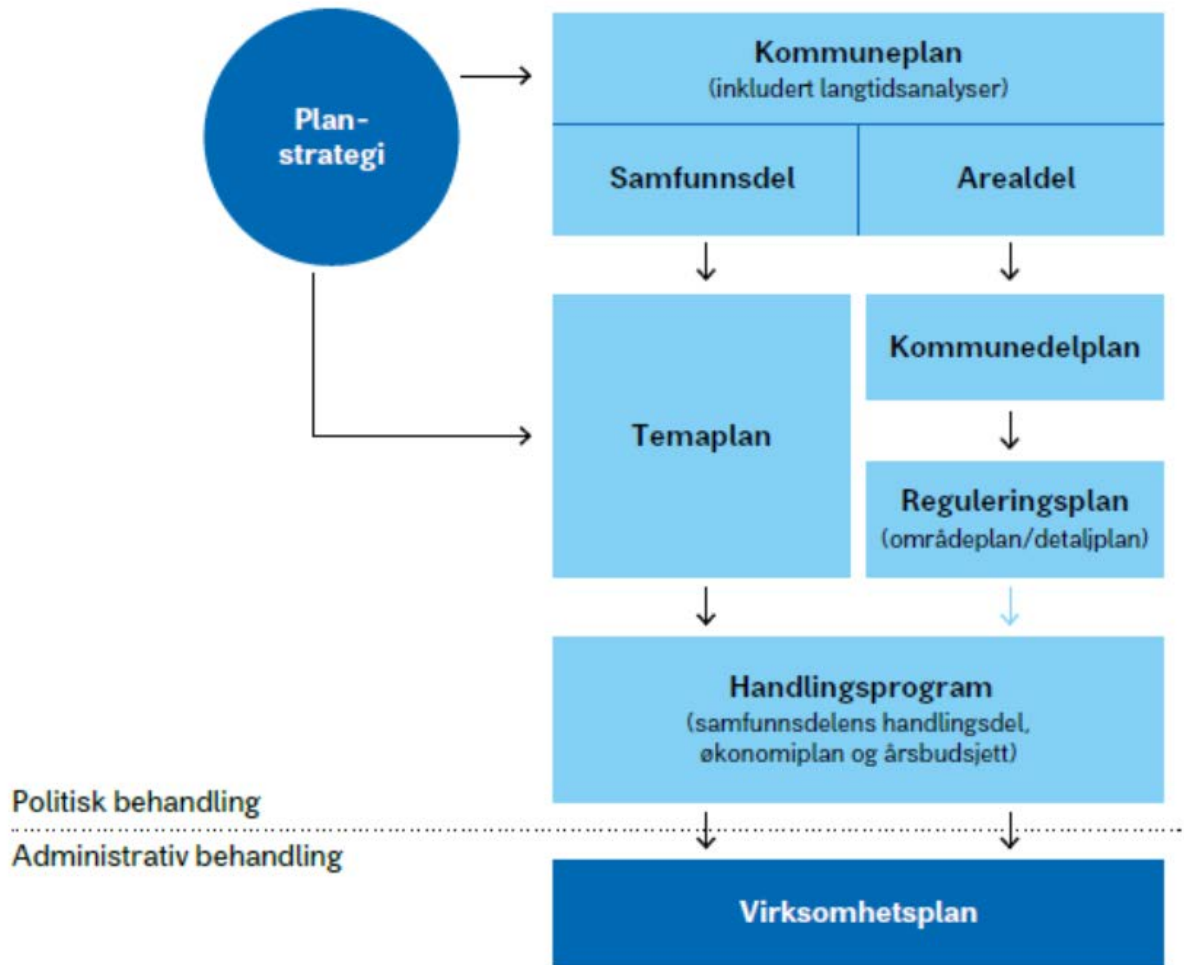 Plan-
strategi
Kommuneplan
(inkludert langtidsanalyser)
Samfunnsdel
Arealdel
Temaplan
Kommunedelplan
Reguleringsplan
(områdeplan/detaljplan)
Handlingsprogram
(samfunnsdelens handlingsdel,
økonomiplan og årsbudsjett)
Politisk behandling
Administrativ behandling
Virksomhetsplan